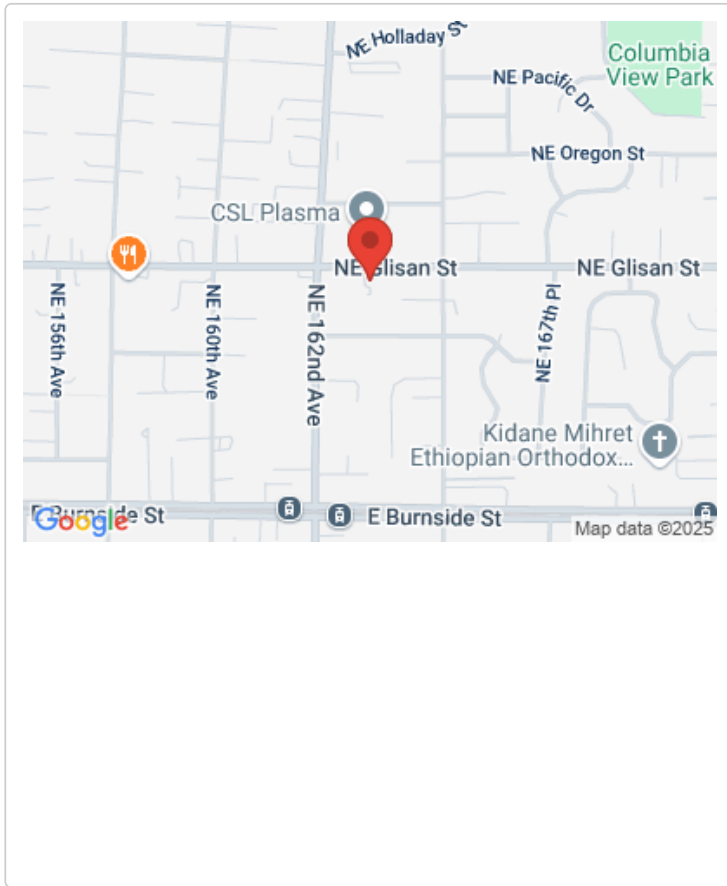 NE Holladay St
Columbia
View Park
NE Pacific Dr
NE Oregon St
CSL Plasma
NE Glisan St
NE Glisan St
NE 156th Ave
NE 160th Ave
NE 162nd Ave
NE 167th Pl
Kidane Mihret
Ethiopian Orthodox...
E Burnside St
E Burnside St
Google
Map data ©2025